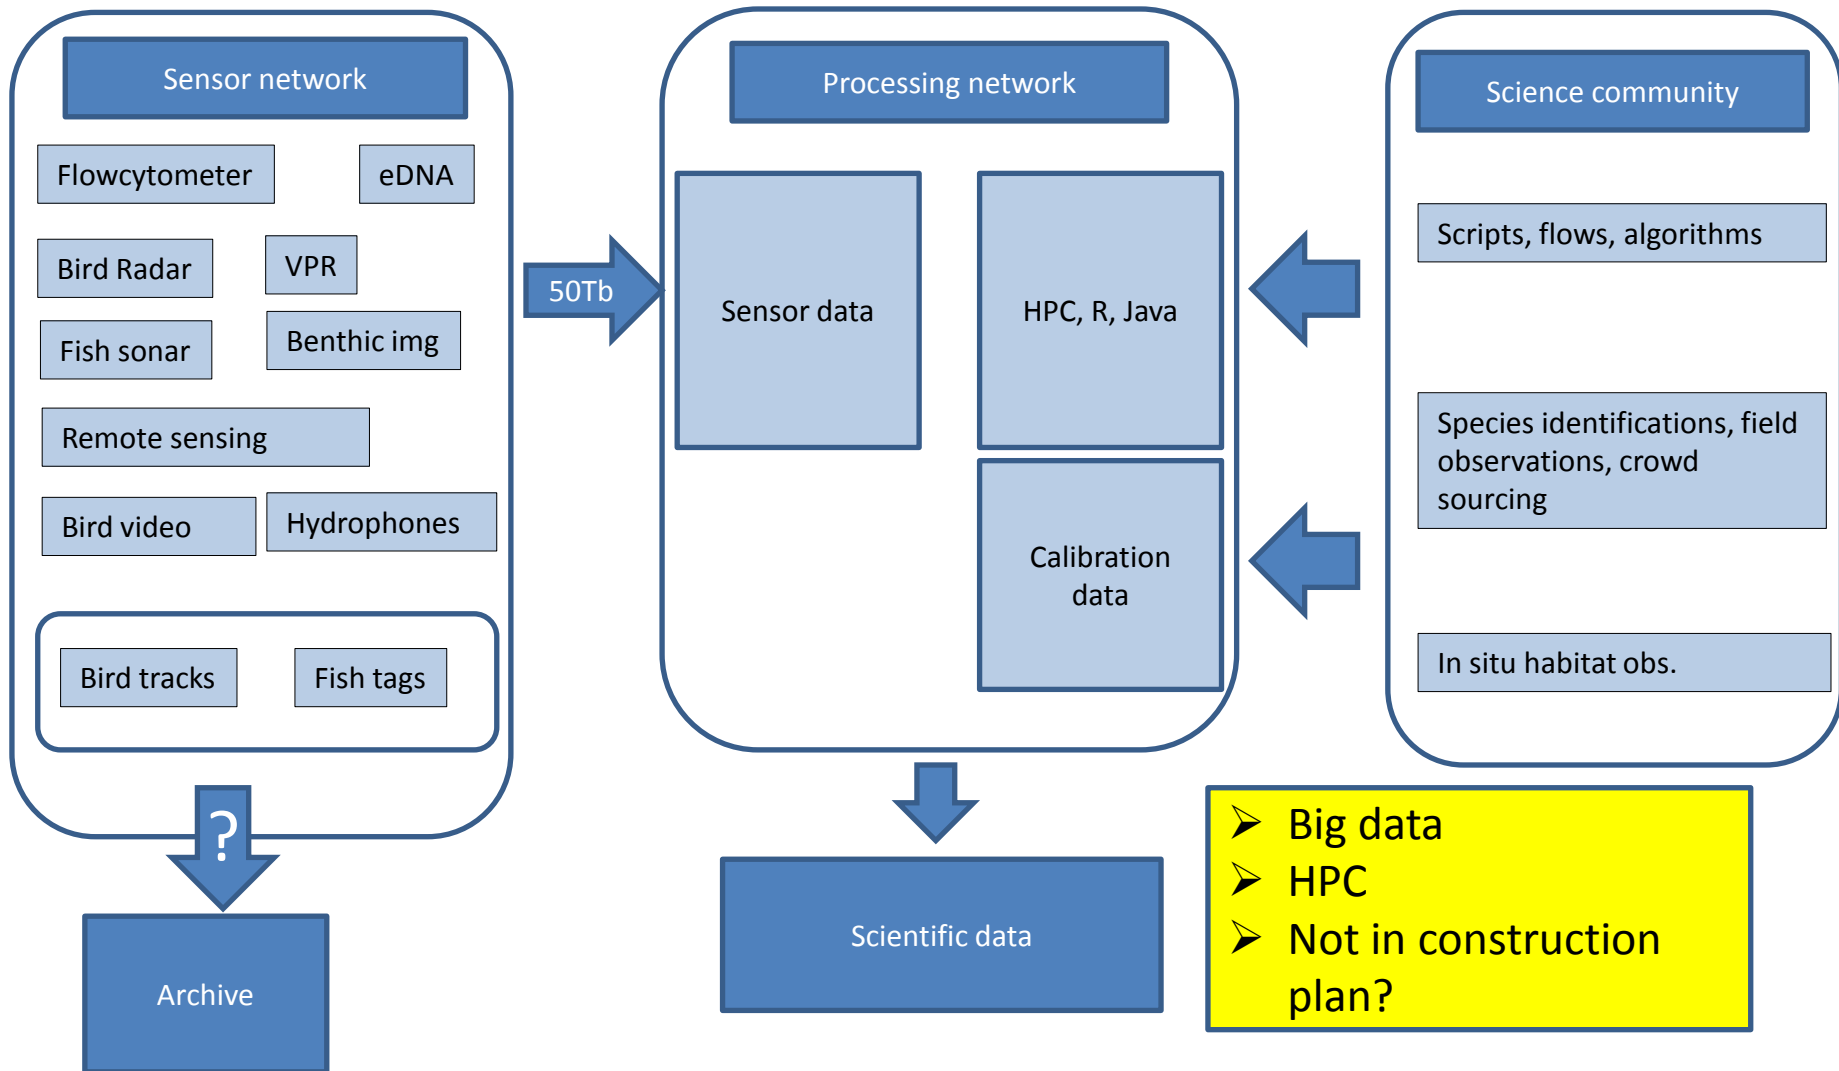 Sensor network
Flowcytometer
eDNA
Bird Radar
VPR
Fish sonar
Benthic img
Remote sensing
Bird video
Hydrophones
Bird tracks
Fish tags
?
Archive
50Tb
Processing network
Sensor data
HPC, R, Java
Calibration
data
Scientific data
Science community
Scripts, flows, algorithms
Species identifications, field
observations, crowd
sourcing
In situ habitat obs.
➢ Big data
➢ HPC
➢ Not in construction
plan?